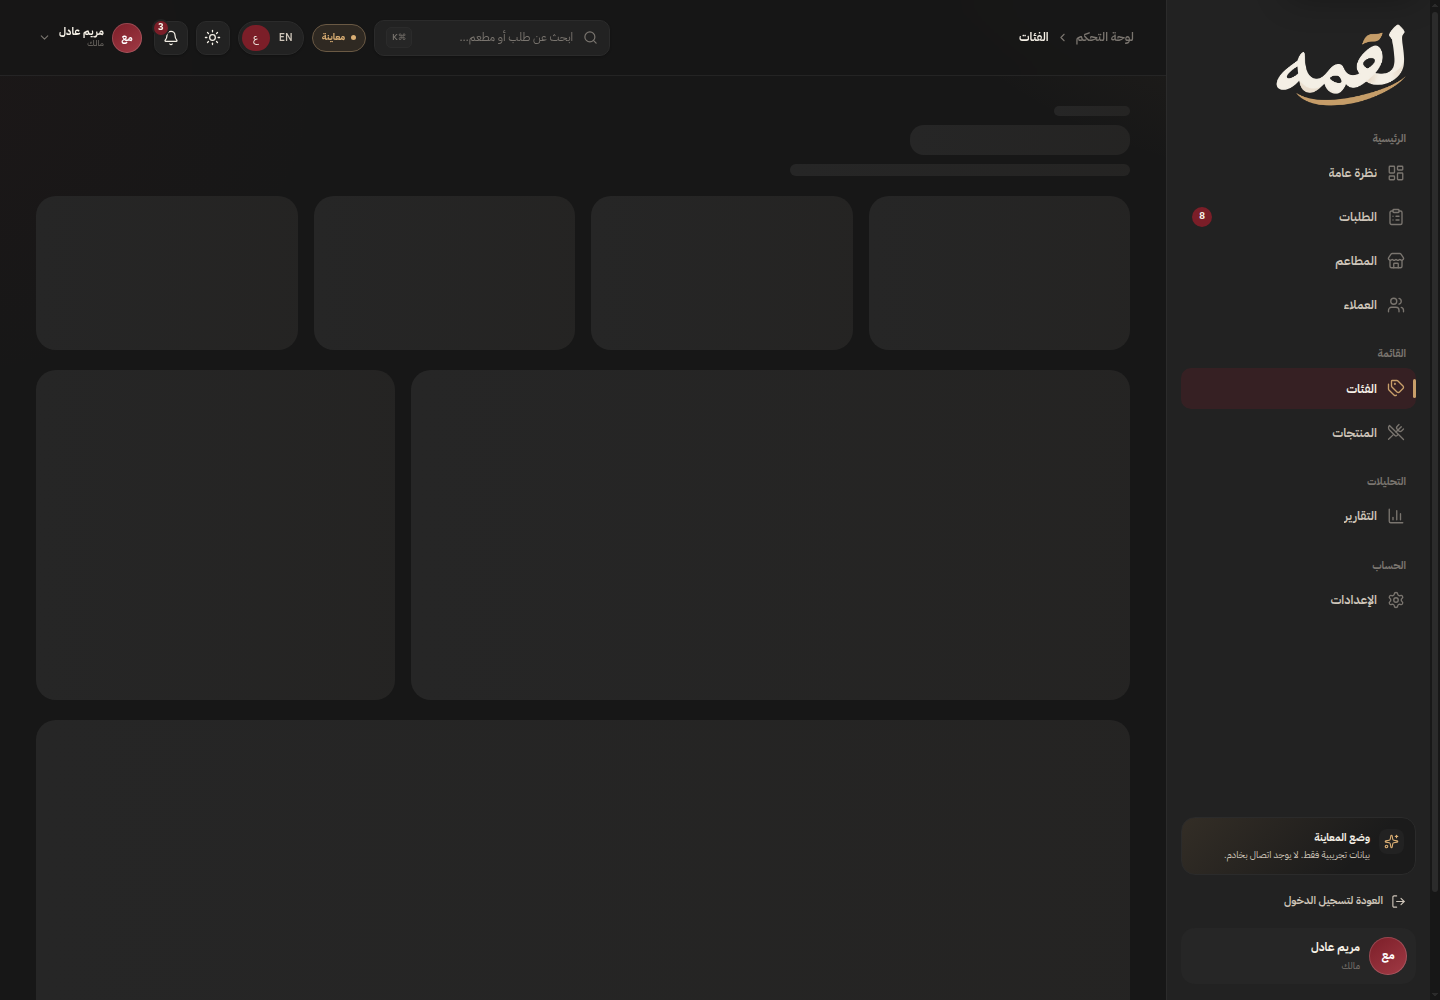 لقمه
الرئيسية
نظرة عامة
الطلبات
8
المطاعم
العملاء
القائمة
الفئات
المنتجات
التحليلات
التقارير
الحساب
الإعدادات
وضع المعاينة
بيانات تجريبية فقط. لا يوجد اتصال بخادم.
العودة لتسجيل الدخول
مع
مريم عادل
مالك
لوحة التحكم
الفئات
ابحث عن طلب أو مطعم...
⌘K
معاينة
EN
ع
3
مع
مريم عادل
مالك